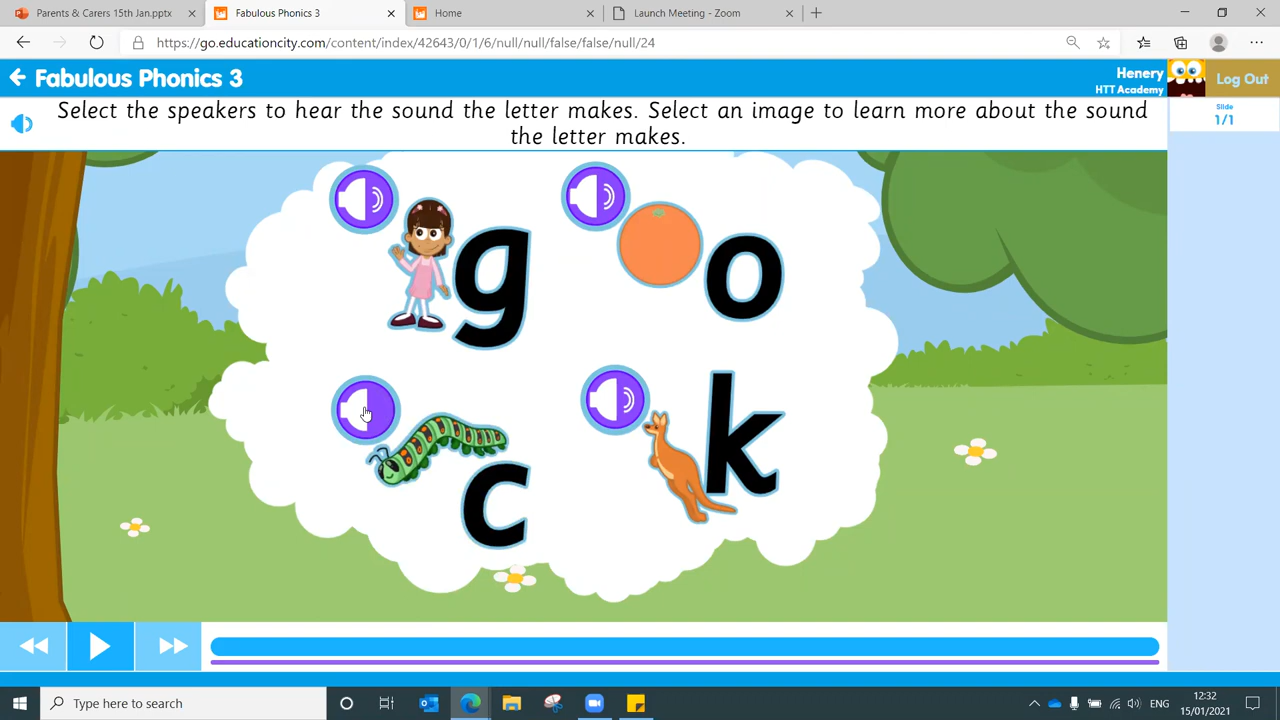 Parents & Carers 15th Jan.pptx
Fabulous Phonics 3
Home
Launch Meeting - Zoom
https://go.educationcity.com/content/index/42643/0/1/6/null/null/false/false/null/24
Fabulous Phonics 3
Henery
HTT Academy
Log Out
Select the speakers to hear the sound the letter makes. Select an image to learn more about the sound
the letter makes.
Slide
1/1
g
o
c
k
Type here to search
ENG
12:32
15/01/2021